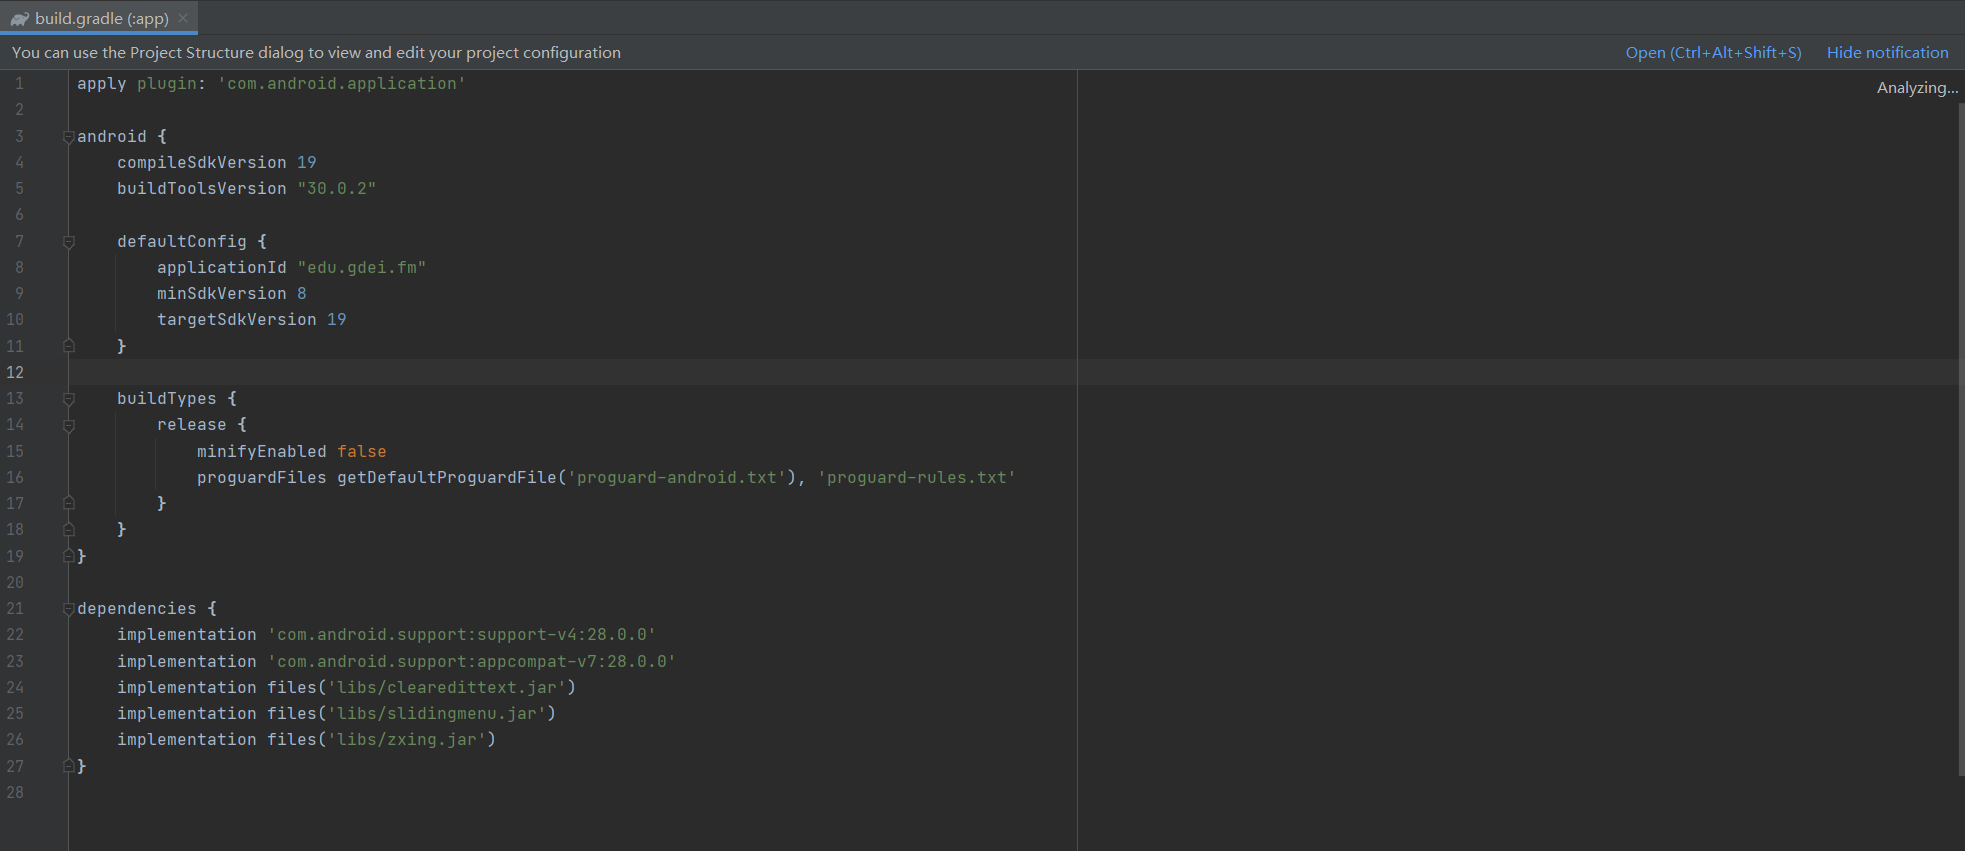 build.gradle (:app)
You can use the Project Structure dialog to view and edit your project configuration Open (Ctrl+Alt+Shift+S) Hide notification
Analyzing...
1 apply plugin: 'com.android.application'
2
3 android {
4 compileSdkVersion 19
5 buildToolsVersion "30.0.2"
6
7 defaultConfig {
8 applicationId "edu.gdei.fm"
9 minSdkVersion 8
10 targetSdkVersion 19
11 }
12
13 buildTypes {
14 release {
15 minifyEnabled false
16 proguardFiles getDefaultProguardFile('proguard-android.txt'), 'proguard-rules.txt'
17 }
18 }
19 }
20
21 dependencies {
22 implementation 'com.android.support:support-v4:28.0.0'
23 implementation 'com.android.support:appcompat-v7:28.0.0'
24 implementation files('libs/clearedittext.jar')
25 implementation files('libs/slidingmenu.jar')
26 implementation files('libs/zxing.jar')
27 }
28